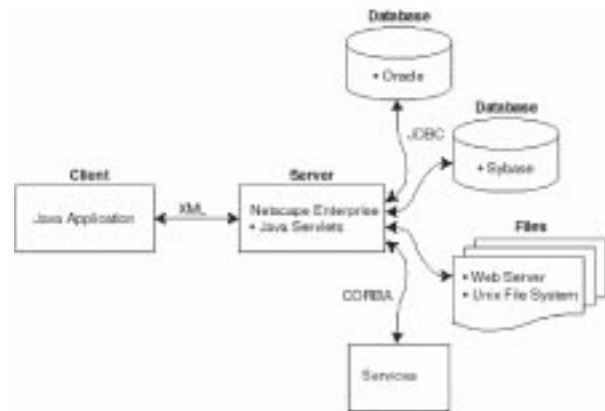 Database
• Oracle
JDBC
Database
• Sybase
Client
Java Application
XML
Server
Netscape Enterprise
• Java Servlets
Files
• Web Server
• Unix File System
CORBA
Services